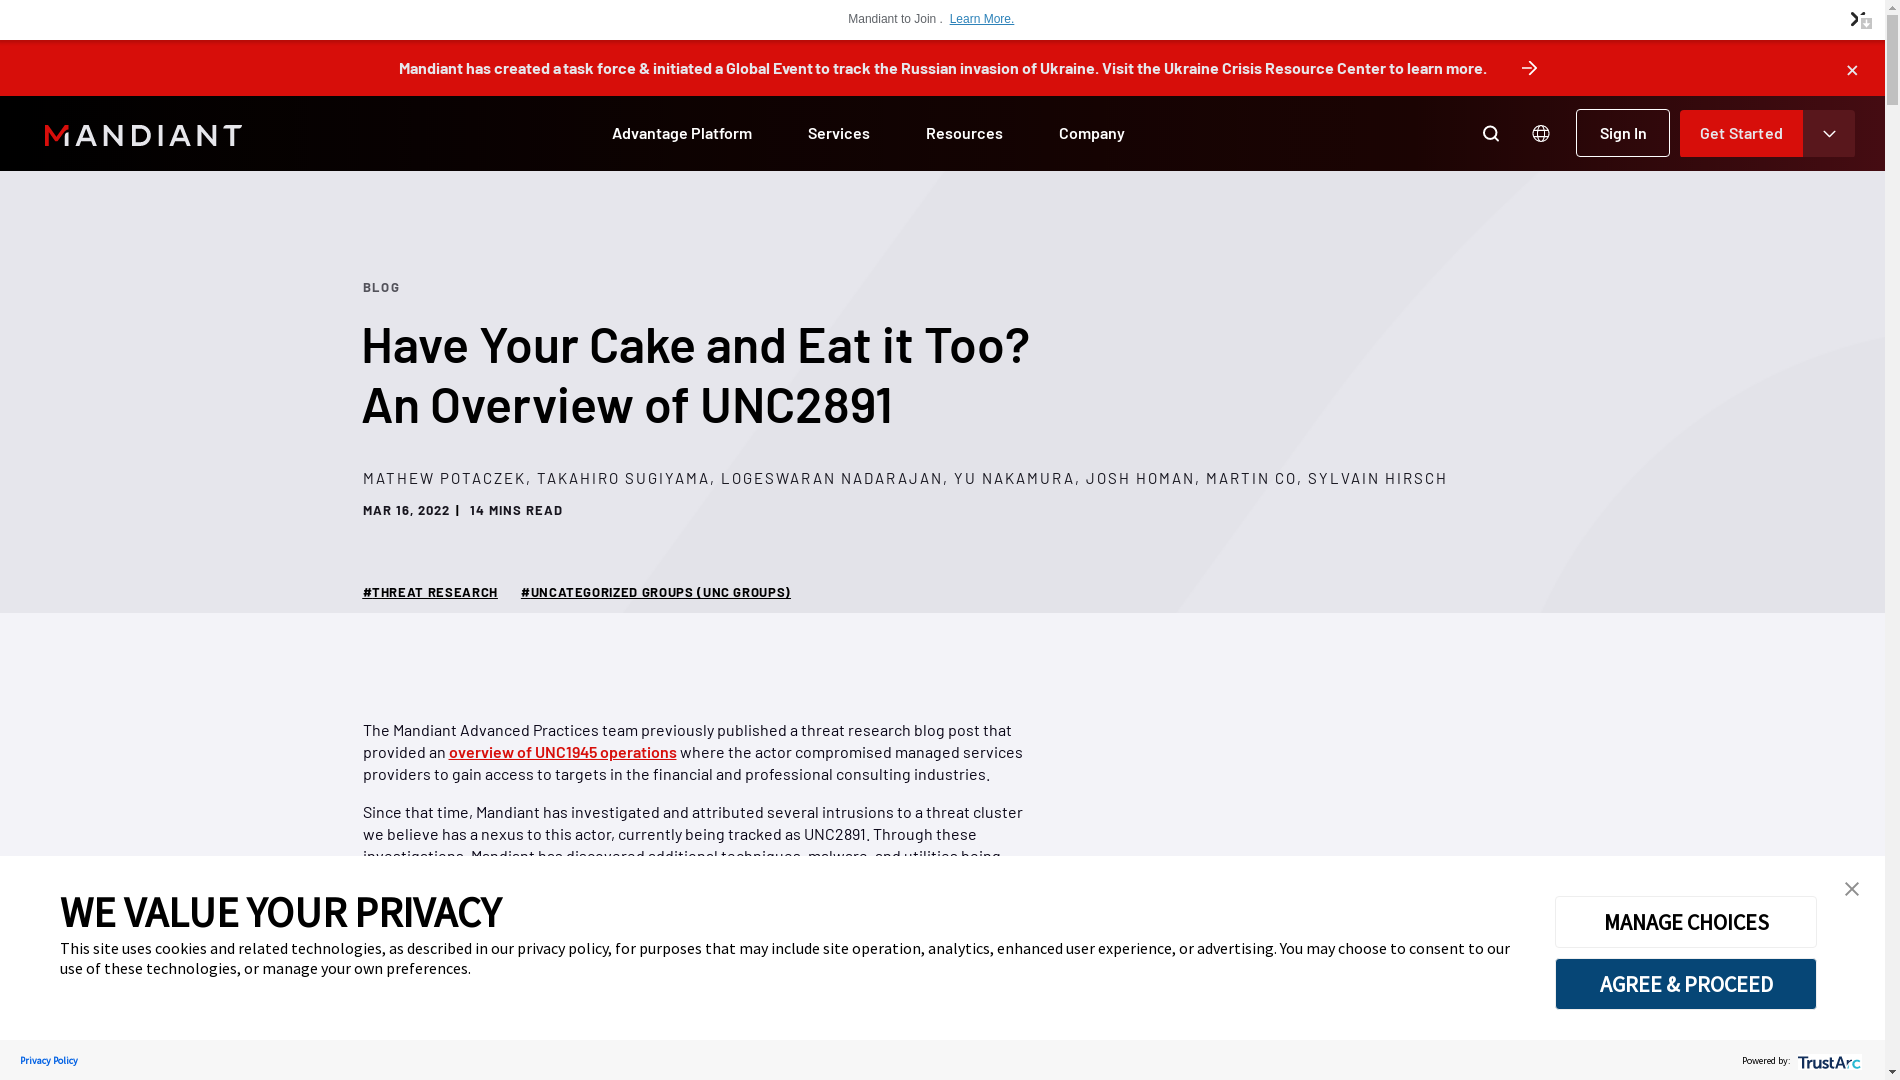 Mandiant to Join . Learn More.
Mandiant has created a task force & initiated a Global Event to track the Russian invasion of Ukraine. Visit the Ukraine Crisis Resource Center to learn more.
MANDIANT
Advantage Platform
Services
Resources
Company
Sign In
Get Started
BLOG
Have Your Cake and Eat it Too?
An Overview of UNC2891
MATHEW POTACZEK, TAKAHIRO SUGIYAMA, LOGESWARAN NADARAJAN, YU NAKAMURA, JOSH HOMAN, MARTIN CO, SYLVAIN HIRSCH
MAR 16, 2022 | 14 MINS READ
#THREAT RESEARCH #UNCATEGORIZED GROUPS (UNC GROUPS)
The Mandiant Advanced Practices team previously published a threat research blog post that
provided an overview of UNC1945 operations where the actor compromised managed services
providers to gain access to targets in the financial and professional consulting industries.
Since that time, Mandiant has investigated and attributed several intrusions to a threat cluster
we believe has a nexus to this actor, currently being tracked as UNC2891. Through these
investigations, Mandiant has discovered additional techniques, malware, and utilities being
WE VALUE YOUR PRIVACY
This site uses cookies and related technologies, as described in our privacy policy, for purposes that may include site operation, analytics, enhanced user experience, or advertising. You may choose to consent to our
use of these technologies, or manage your own preferences.
MANAGE CHOICES
AGREE & PROCEED
Privacy Policy
Powered by: TrustArc